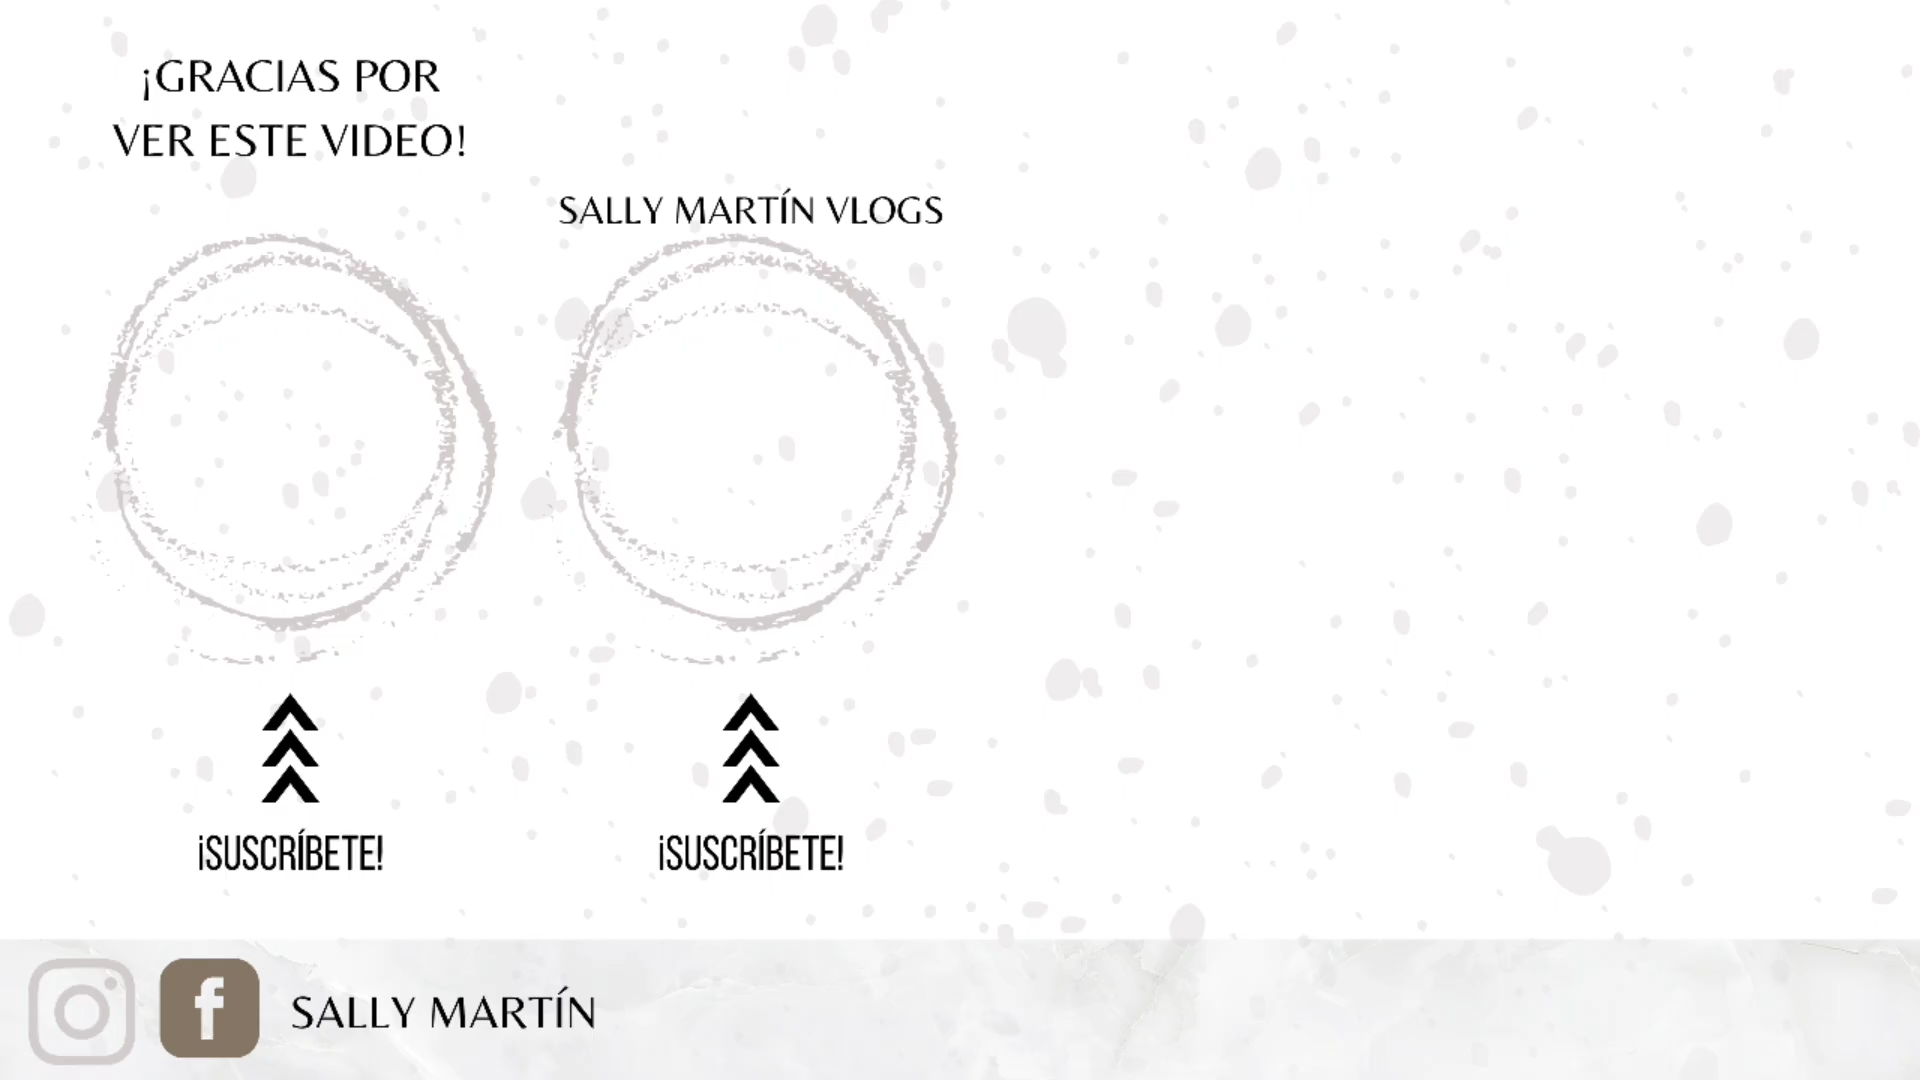 ¡GRACIAS POR
VER ESTE VIDEO!
SALLY MARTÍN VLOGS
¡SUSCRÍBETE!
¡SUSCRÍBETE!
SALLY MARTÍN